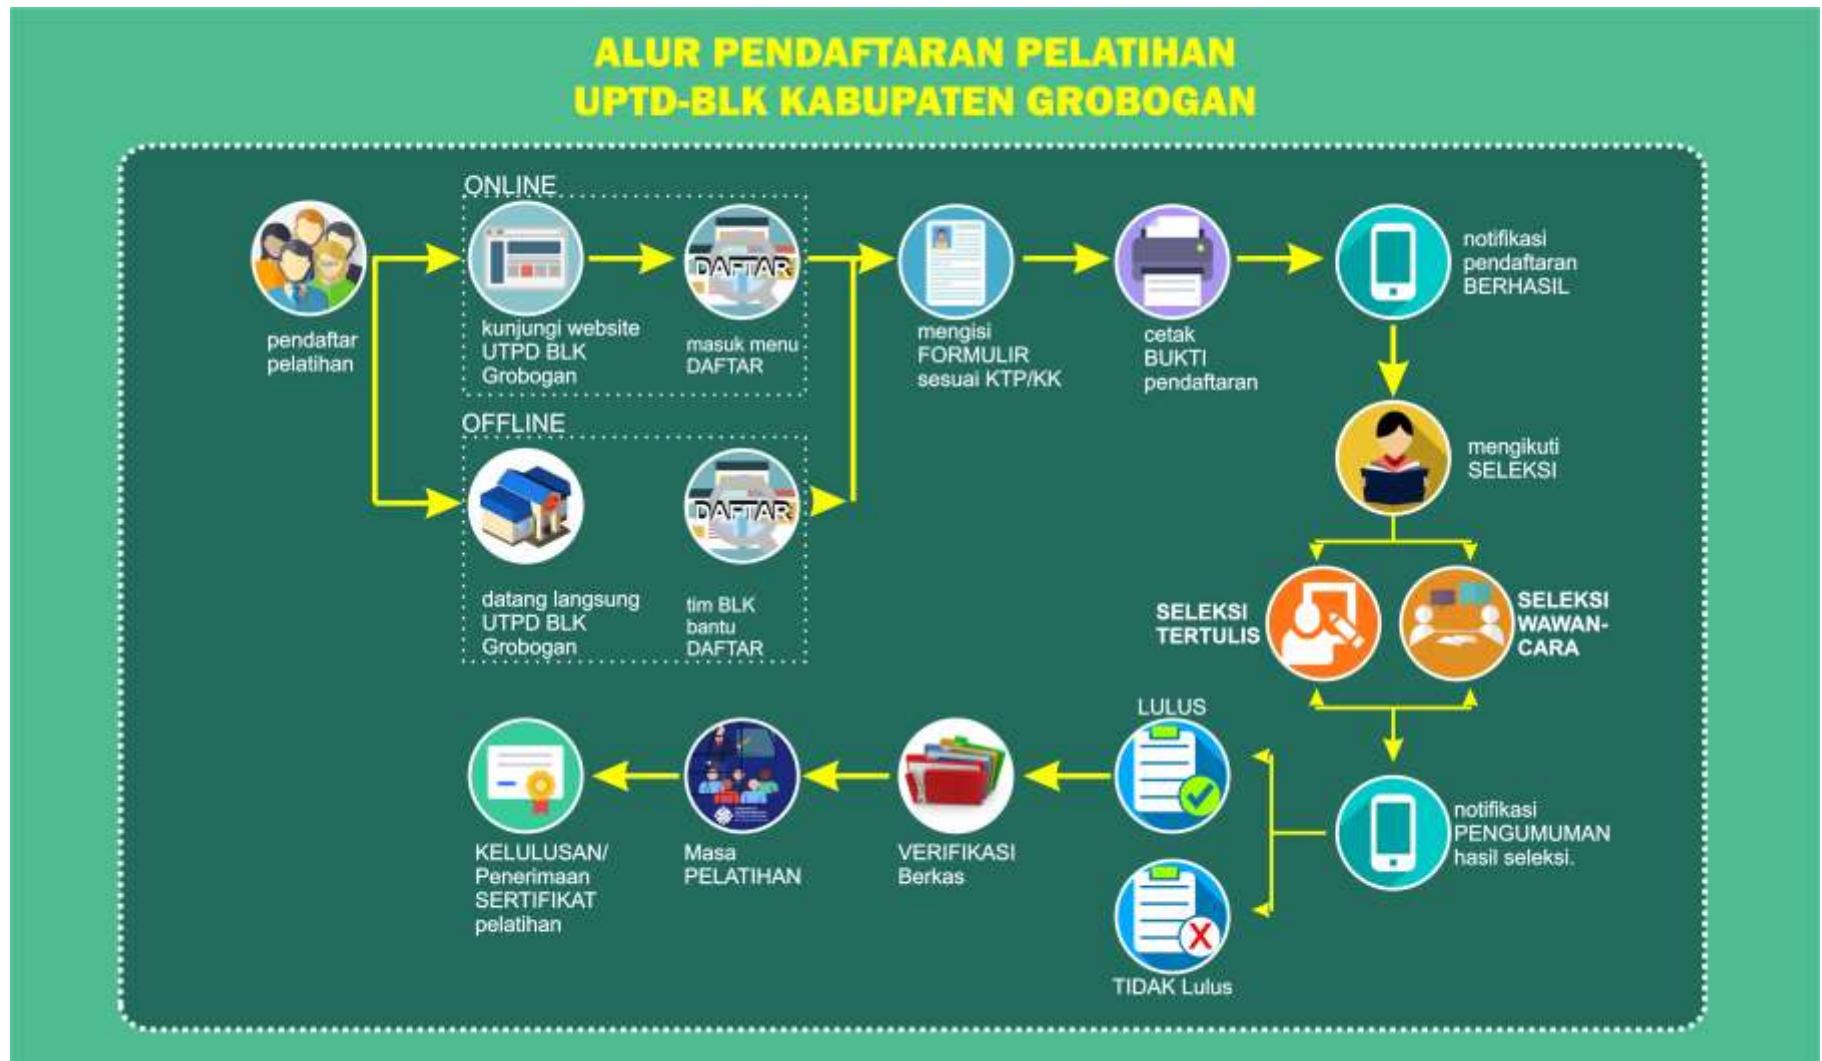 ALUR PENDAFTARAN PELATIHAN
UPTD-BLK KABUPATEN GROBOGAN
pendaftar
pelatihan
ONLINE
kunjungi website
UTPD BLK
Grobogan
DAFTAR
masuk menu
DAFTAR
OFFLINE
datang langsung
UTPD BLK
Grobogan
DAFTAR
tim BLK
bantu
DAFTAR
mengisi
FORMULIR
sesuai KTP/KK
cetak
BUKTI
pendaftaran
notifikasi
pendaftaran
BERHASIL
mengikuti
SELEKSI
SELEKSI
TERTULIS
SELEKSI
WAWAN-
CARA
notifikasi
PENGUMUMAN
hasil seleksi.
LULUS
X
TIDAK Lulus
VERIFIKASI
Berkas
Masa
PELATIHAN
KELULUSAN/
Penerimaan
SERTIFIKAT
pelatihan